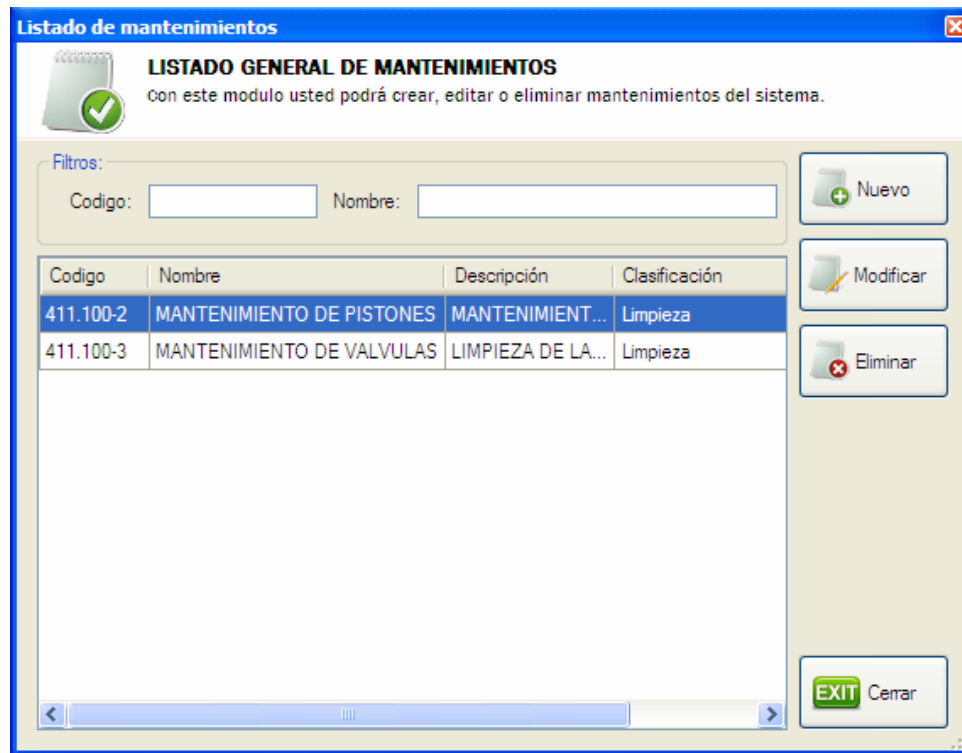 Listado de mantenimientos
LISTADO GENERAL DE MANTENIMIENTOS
Con este modulo usted podrá crear, editar o eliminar mantenimientos del sistema.
Filtros:
Codigo: Nombre:
Nuevo
Modificar
Eliminar
Codigo Nombre Descripción Clasificación
411.100-2 MANTENIMIENTO DE PISTONES MANTENIMIENT... Limpieza
411.100-3 MANTENIMIENTO DE VALVULAS LIMPIEZA DE LA... Limpieza
EXIT Cerrar